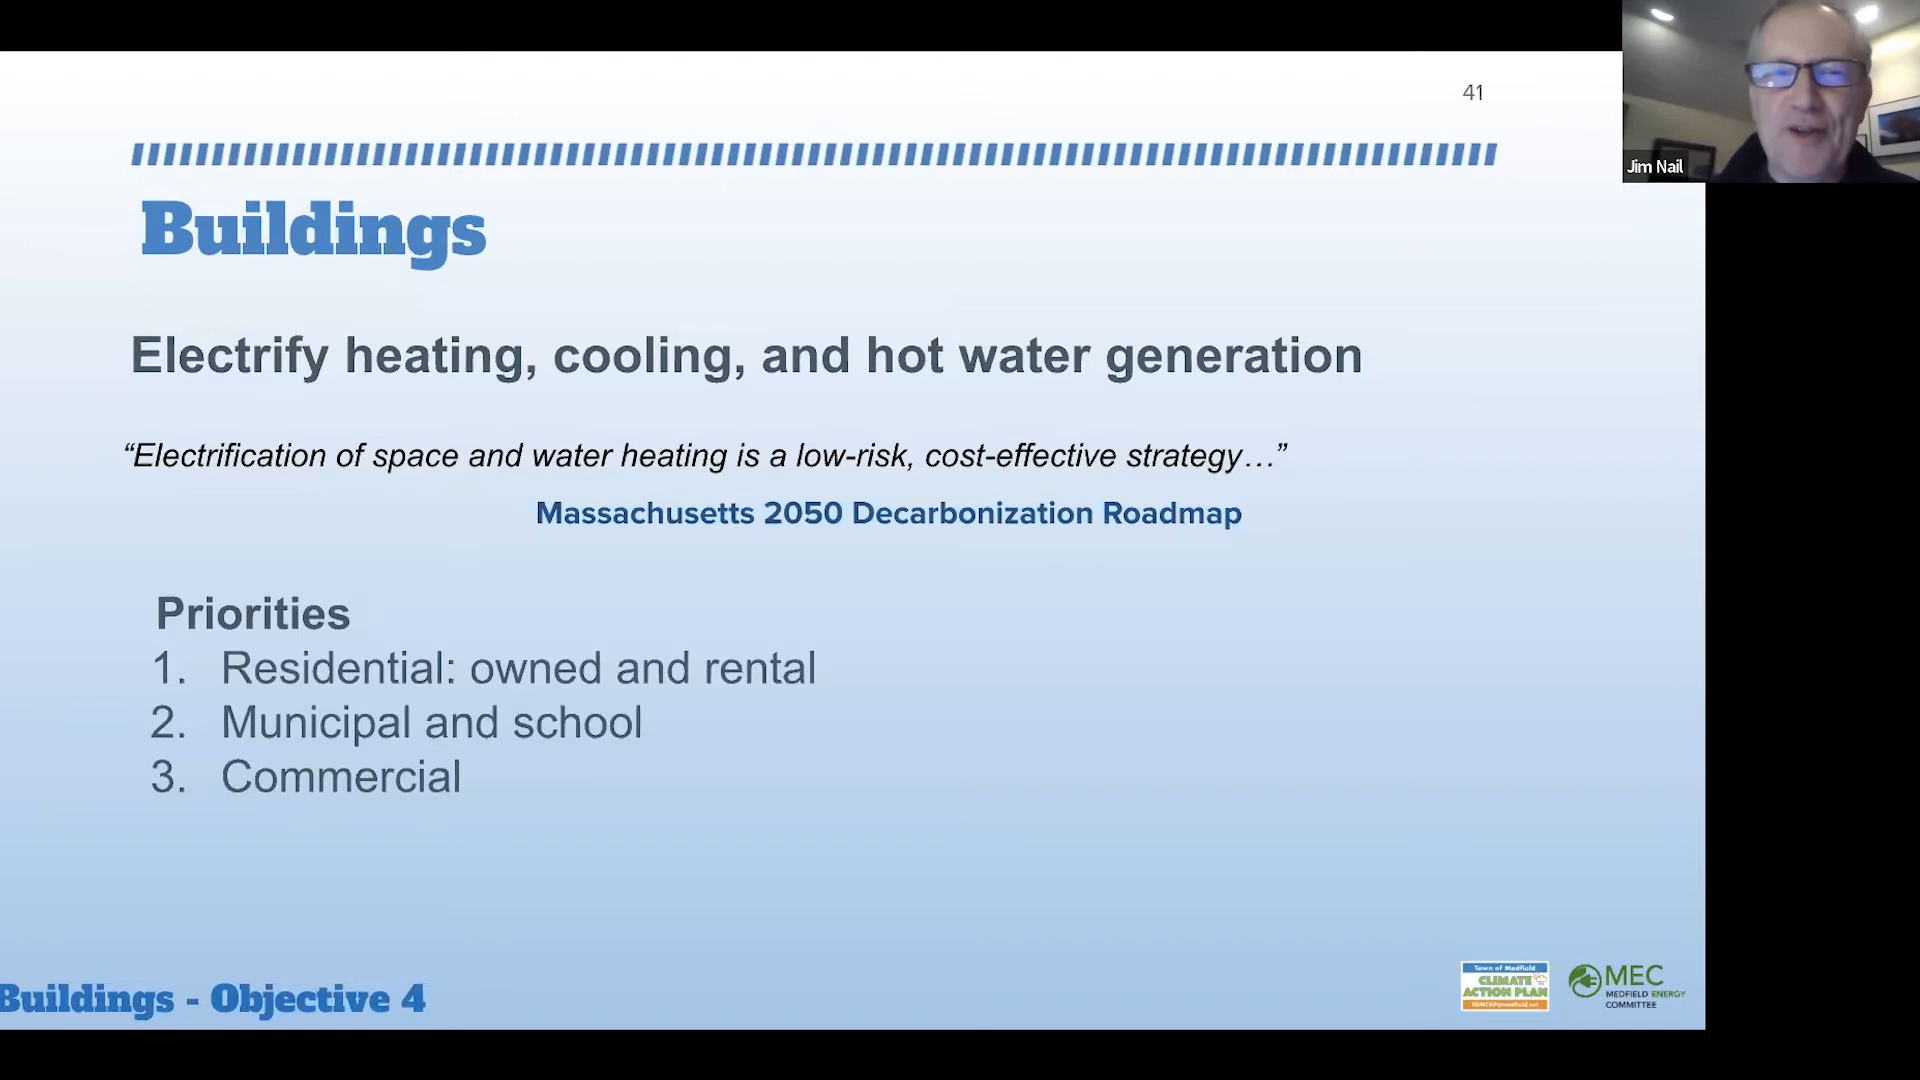 41
Jim Nail
Buildings
Electrify heating, cooling, and hot water generation
“Electrification of space and water heating is a low-risk, cost-effective strategy…”
Massachusetts 2050 Decarbonization Roadmap
Priorities
1. Residential: owned and rental
2. Municipal and school
3. Commercial
Buildings - Objective 4
Town of Medfield
CLIMATE
ACTION PLAN
MEC
MEDFIELD ENERGY
COMMITTEE